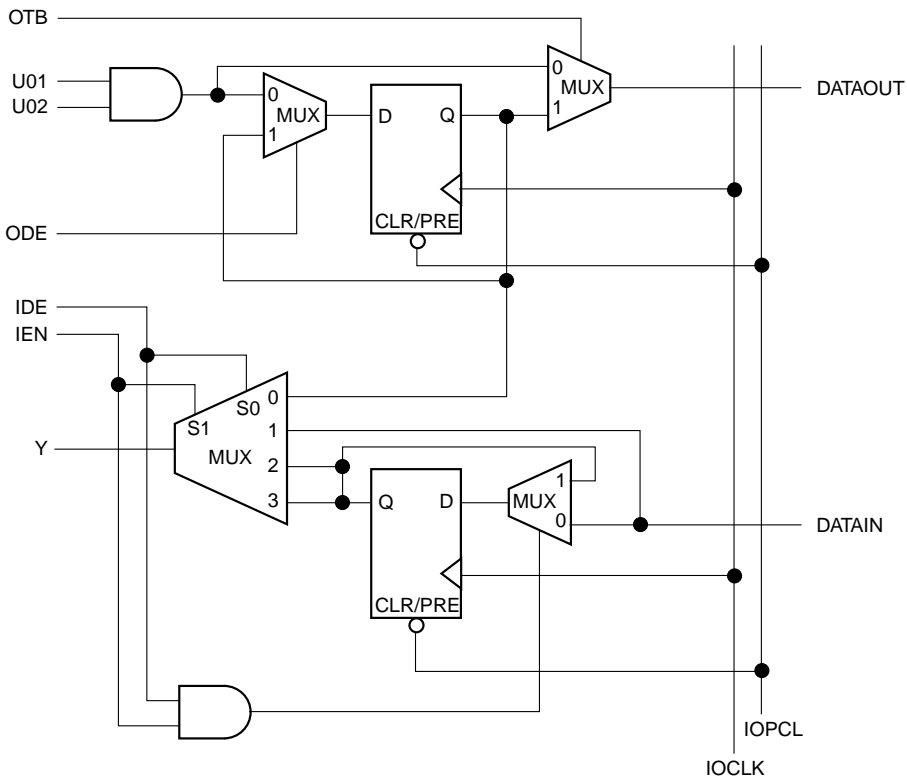 OTB
U01
U02
0
MUX
1
D
Q
CLR/PRE
0
MUX
1
DATAOUT
ODE
IDE
IEN
S1
S0
0
1
2
3
MUX
Y
Q
D
CLR/PRE
1
MUX
0
DATAIN
IOPCL
IOCLK